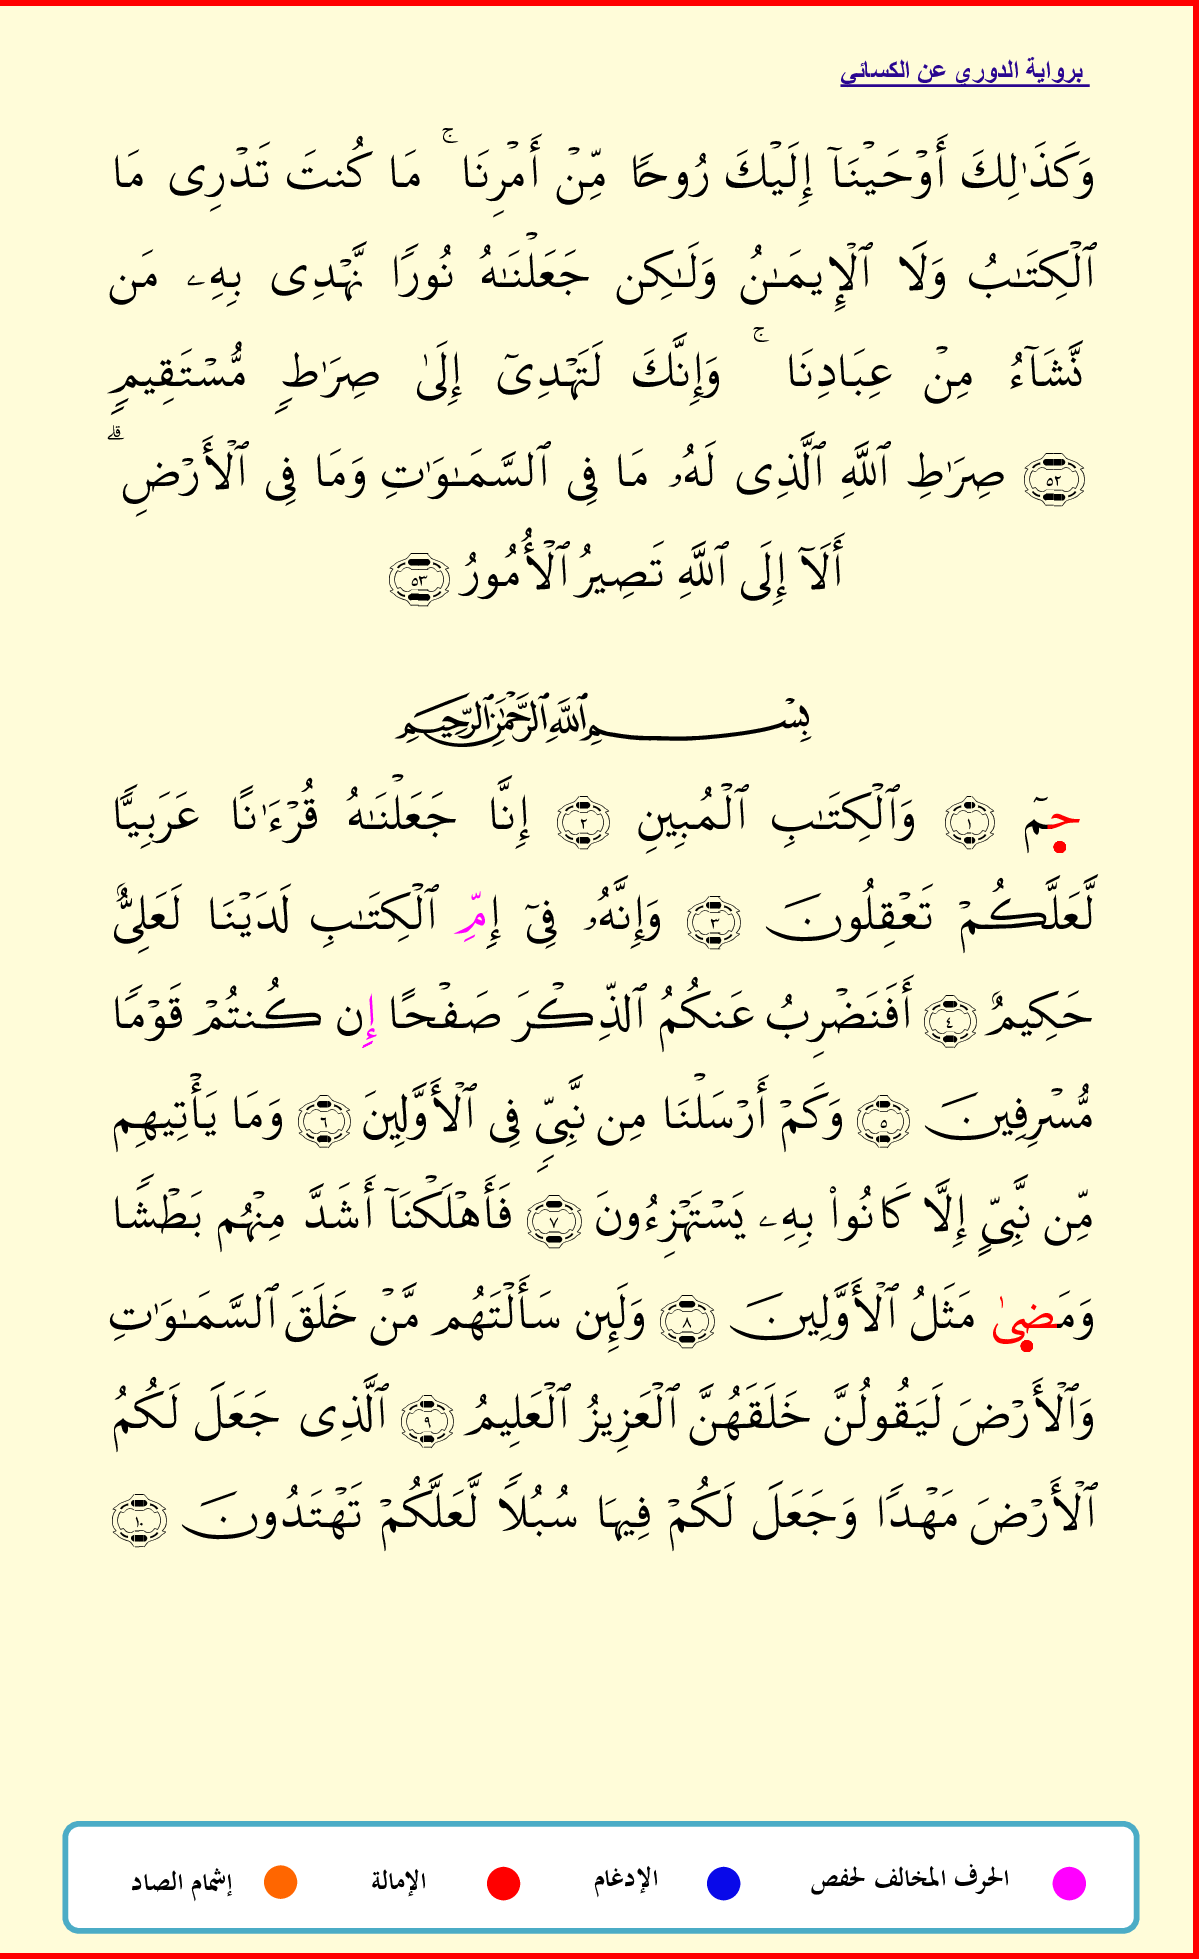 برواية الدوري عن الكسائي
وَكَذَٰلِكَ أَوْحَيْنَآ إِلَيْكَ رُوحًا مِّنْ أَمْرِنَا ۚ مَا كُنتَ تَدْرِى مَا
ٱلْكِتَـٰبُ وَلَا ٱلْإِيمَـٰنُ وَلَـٰكِن جَعَلْنَـٰهُ نُورًا نَّهْدِى بِهِۦ مَن
نَّشَآءُ مِنْ عِبَادِنَا ۚ وَإِنَّكَ لَتَهْدِىٓ إِلَىٰ صِرَٰطٍ مُّسْتَقِيمٍ
٥٢ صِرَٰطِ ٱللَّهِ ٱلَّذِى لَهُۥ مَا فِى ٱلسَّمَـٰوَٰتِ وَمَا فِى ٱلْأَرْضِ ۗ
أَلَآ إِلَى ٱللَّهِ تَصِيرُ ٱلْأُمُورُ ٥٣
بِسْمِ ٱللَّهِ ٱلرَّحْمَٰنِ ٱلرَّحِيمِ
حمٓ ١ وَٱلْكِتَـٰبِ ٱلْمُبِينِ ٢ إِنَّا جَعَلْنَـٰهُ قُرْءَٰنًا عَرَبِيًّا
لَّعَلَّكُمْ تَعْقِلُونَ ٣ وَإِنَّهُۥ فِىٓ إِمِّ ٱلْكِتَـٰبِ لَدَيْنَا لَعَلِىٌّ
حَكِيمٌ ٤ أَفَنَضْرِبُ عَنكُمُ ٱلذِّكْرَ صَفْحًا إِن كُنتُمْ قَوْمًا
مُّسْرِفِينَ ٥ وَكَمْ أَرْسَلْنَا مِن نَّبِىٍّ فِى ٱلْأَوَّلِينَ ٦ وَمَا يَأْتِيهِم
مِّن نَّبِىٍّ إِلَّا كَانُوا۟ بِهِۦ يَسْتَهْزِءُونَ ٧ فَأَهْلَكْنَآ أَشَدَّ مِنْهُم بَطْشًا
وَمَضِىٰ مَثَلُ ٱلْأَوَّلِينَ ٨ وَلَئِن سَأَلْتَهُم مَّنْ خَلَقَ ٱلسَّمَـٰوَٰتِ
وَٱلْأَرْضَ لَيَقُولُنَّ خَلَقَهُنَّ ٱلْعَزِيزُ ٱلْعَلِيمُ ٩ ٱلَّذِى جَعَلَ لَكُمُ
ٱلْأَرْضَ مَهْدًا وَجَعَلَ لَكُمْ فِيهَا سُبُلًا لَّعَلَّكُمْ تَهْتَدُونَ ١٠
الحرف المخالف لحفص الإدغام الإمالة إشمام الصاد